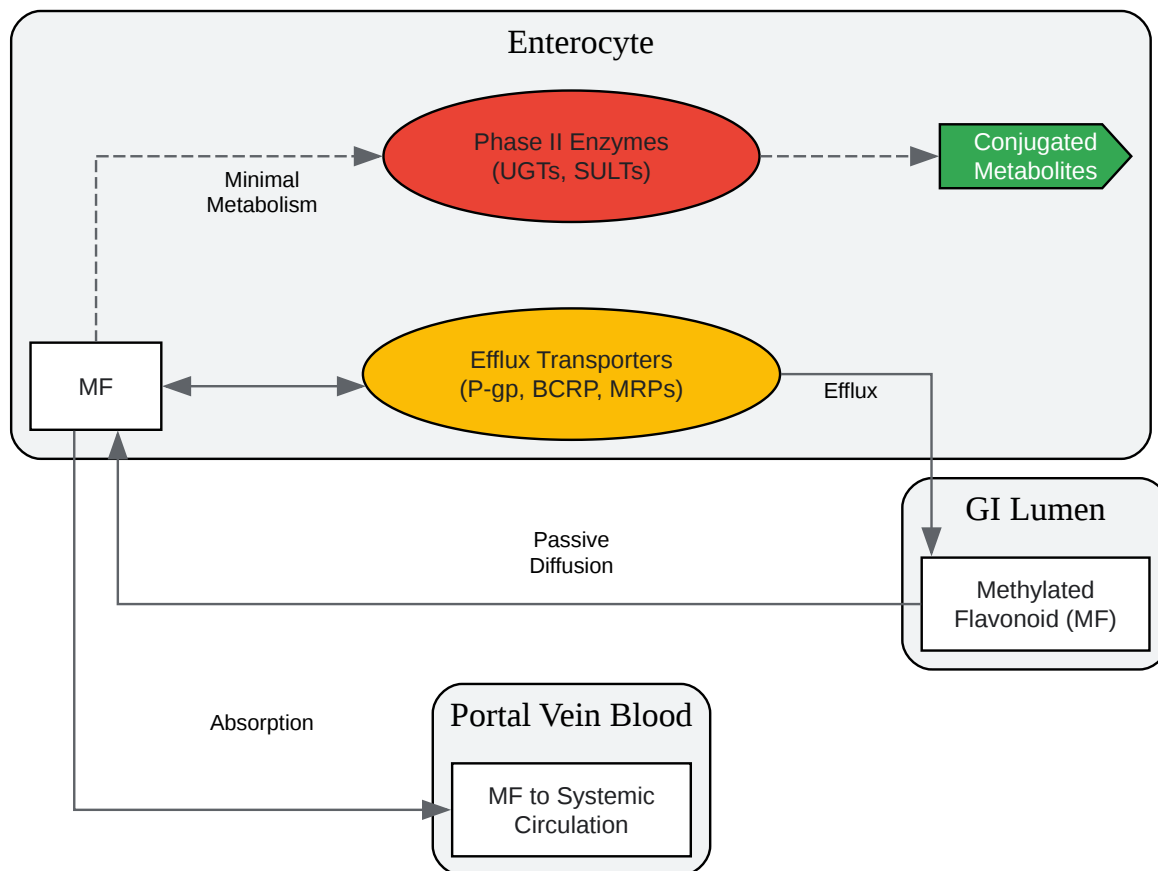 Enterocyte
Phase II Enzymes
(UGTs, SULTs)
Conjugated
Metabolites
Minimal
Metabolism
MF
Efflux Transporters
(P-gp, BCRP, MRPs)
Efflux
GI Lumen
Passive
Diffusion
Methylated
Flavonoid (MF)
Absorption
Portal Vein Blood
MF to Systemic
Circulation